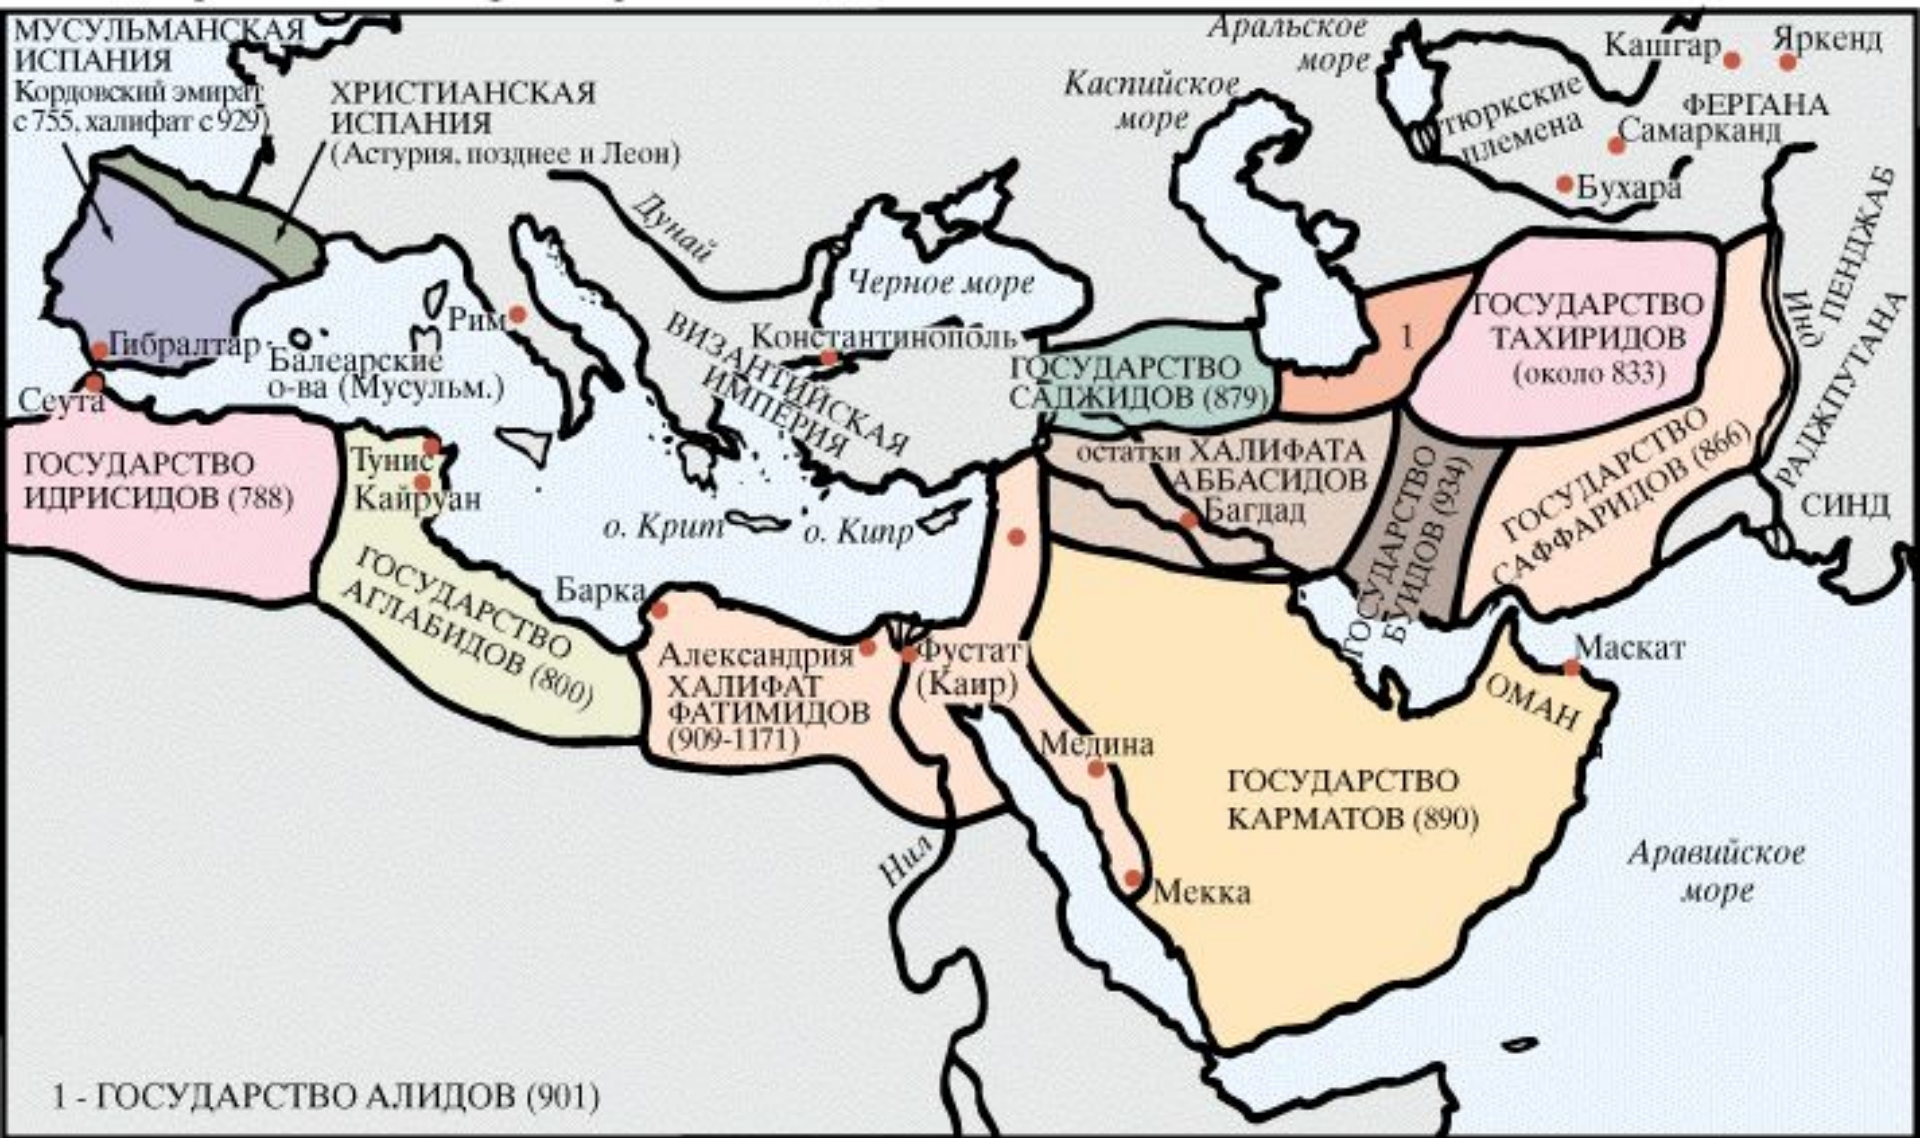 МУСУЛЬМАНСКАЯ
ИСПАНИЯ
Кордовский эмират
с 755, халифат с 929)
ХРИСТИАНСКАЯ
ИСПАНИЯ
(Астурия, позднее и Леон)
Аральское
море
Каспийское
море
Кашгар
Яркенд
ФЕРГАНА
тюркские
племена
Самарканд
Бухара
Дунай
Черное море
ПЕНДЖАБ
Инд
РАДЖПУТАНА
СИНД
Гибралтар
Сеута
Балеарские
о-ва (Мусульм.)
Рим
ВИЗАНТИЙСКАЯ
ИМПЕРИЯ
Константинополь
ГОСУДАРСТВО
САДЖИДОВ (879)
1
ГОСУДАРСТВО
ТАХИРИДОВ
(около 833)
ГОСУДАРСТВО
ИДРИСИДОВ (788)
Тунис
Кайруан
ГОСУДАРСТВО
АГЛАБИДОВ (800)
о. Крит
о. Кипр
остатки ХАЛИФАТА
АББАСИДОВ
Багдад
ГОСУДАРСТВО
БУИДОВ (934)
ГОСУДАРСТВО
САФФАРИДОВ (866)
Барка
Александрия
ХАЛИФАТ
ФАТИМИДОВ
(909-1171)
Фустат
(Каир)
Маскат
ОМАН
Медина
ГОСУДАРСТВО
КАРМАТОВ (890)
Нил
Мекка
Аравийское
море
1 - ГОСУДАРСТВО АЛИДОВ (901)